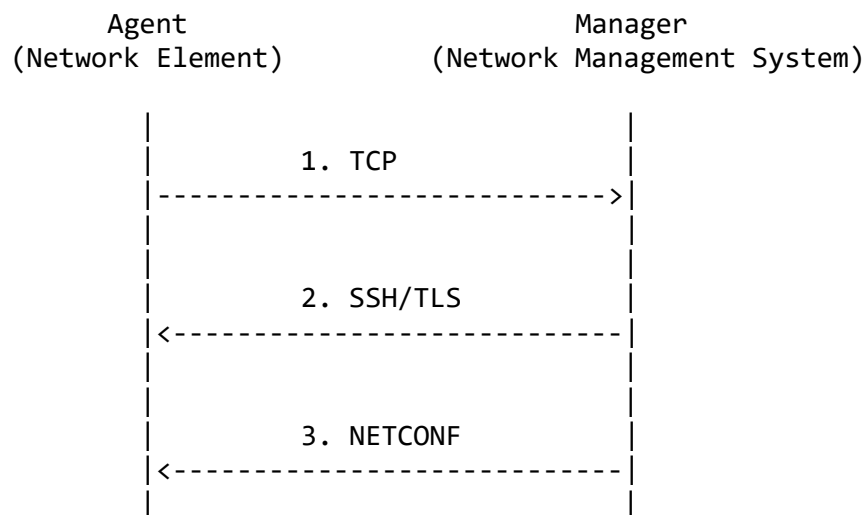 Agent Manager
(Network Element) (Network Management System)
1. TCP
2. SSH/TLS
3. NETCONF